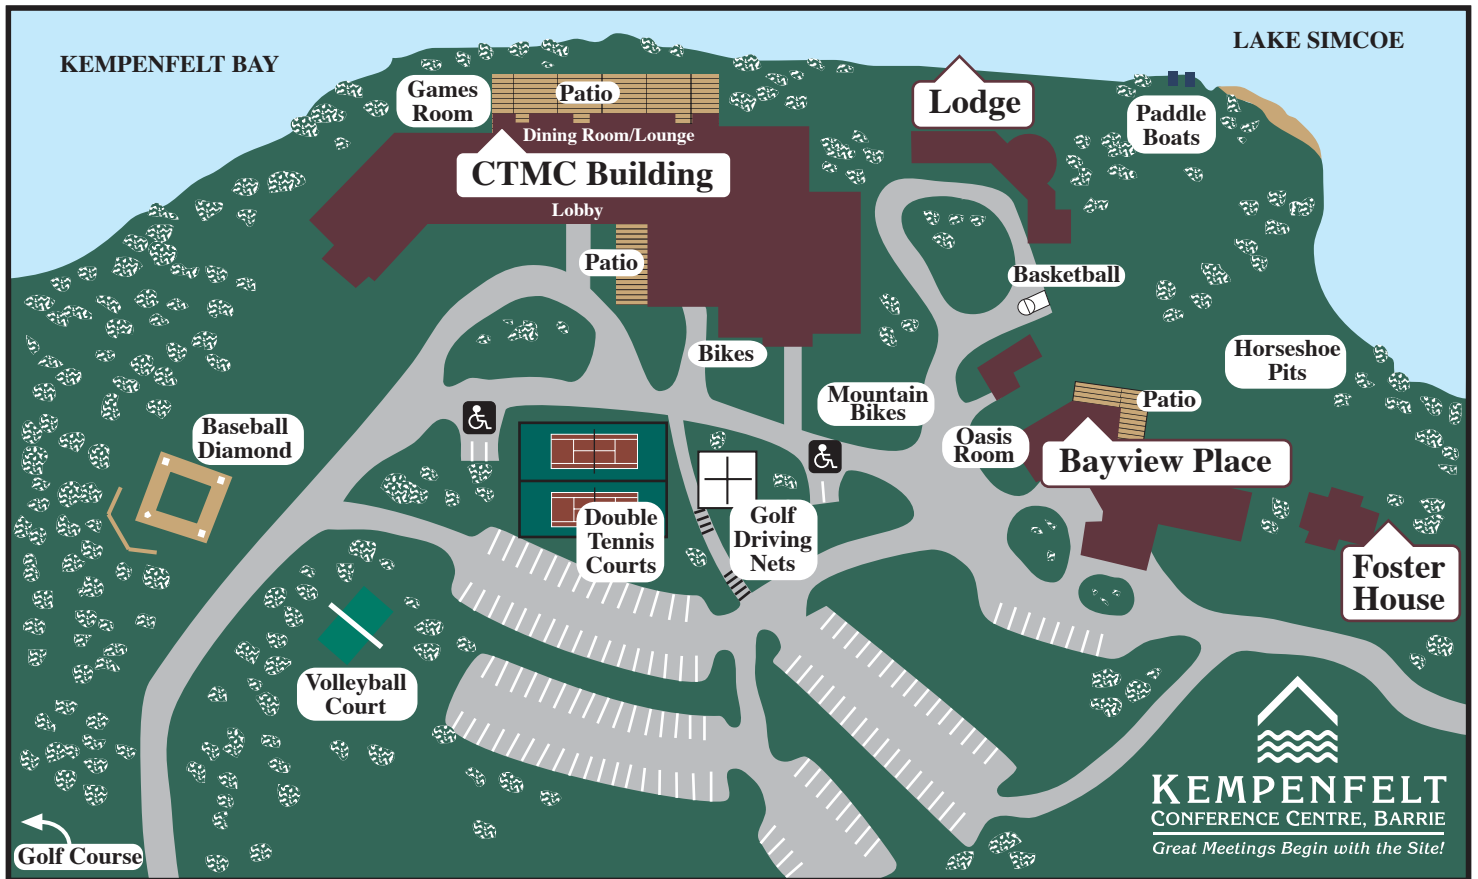 KEMPENFELT BAY
LAKE SIMCOE
Games
Room
Patio
Dining Room/Lounge
CTMC Building
Lobby
Patio
Lodge
Paddle
Boats
Basketball
Bikes
Mountain
Bikes
Horseshoe
Pits
Patio
Oasis
Room
Bayview Place
Baseball
Diamond
Double
Tennis
Courts
Golf
Driving
Nets
Foster
House
Volleyball
Court
Golf Course
KEMPENFELT
CONFERENCE CENTRE, BARRIE
Great Meetings Begin with the Site!